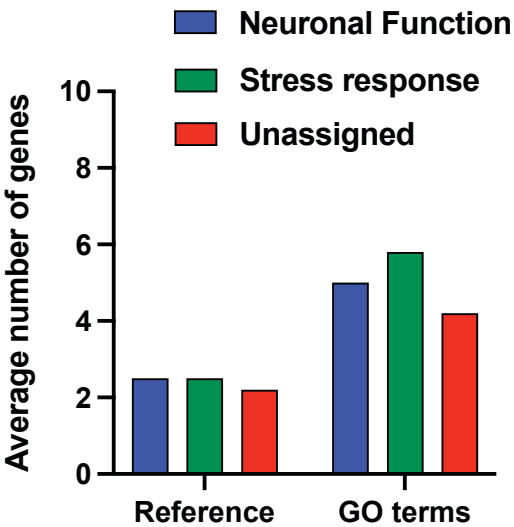 Neuronal Function
Stress response
Unassigned
Average number of genes
10
8
6
4
2
0
Reference
GO terms